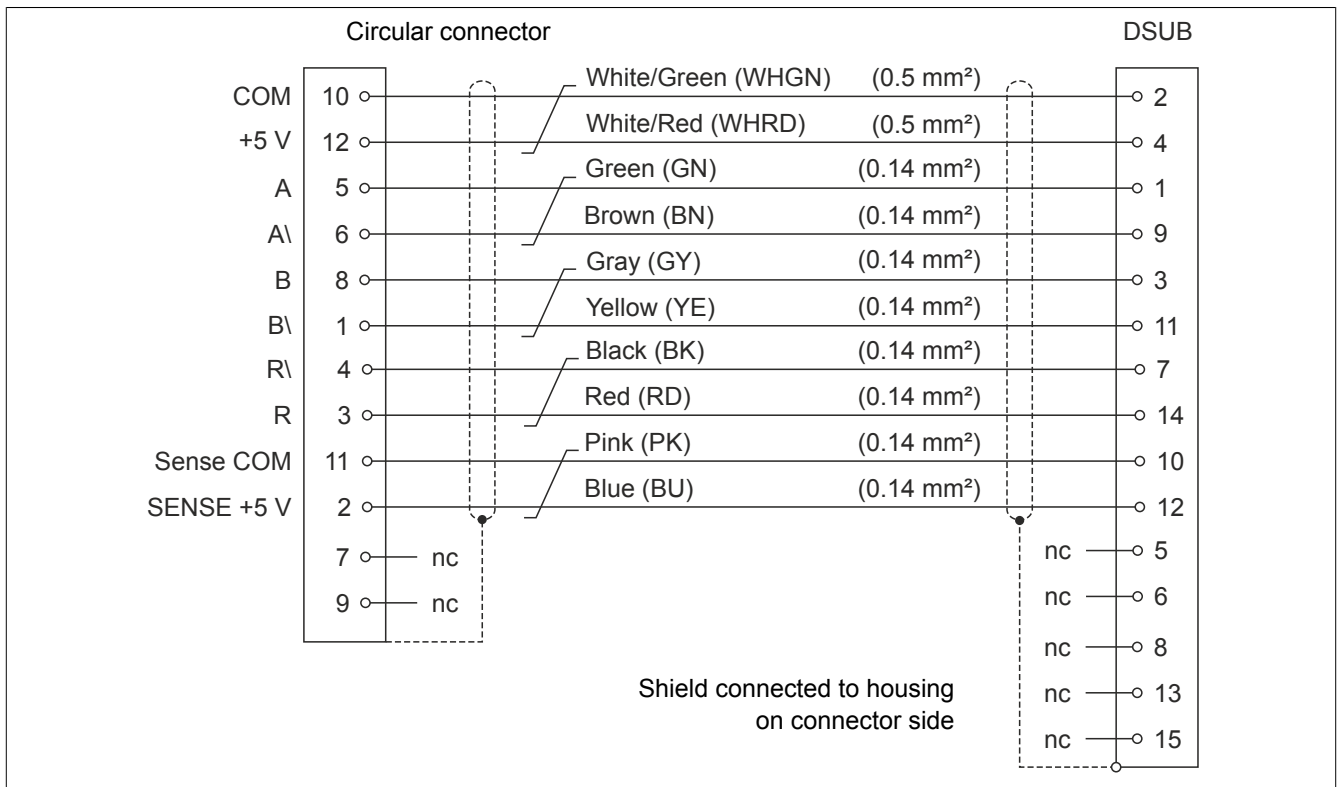 Circular connector DSUB
COM 10 White/Green (WHGN) (0.5 mm²) 2
+5 V 12 White/Red (WHRD) (0.5 mm²) 4
A 5 Green (GN) (0.14 mm²) 1
A\ 6 Brown (BN) (0.14 mm²) 9
B 8 Gray (GY) (0.14 mm²) 3
B\ 1 Yellow (YE) (0.14 mm²) 11
R\ 4 Black (BK) (0.14 mm²) 7
R 3 Red (RD) (0.14 mm²) 14
Sense COM 11 Pink (PK) (0.14 mm²) 10
SENSE +5 V 2 Blue (BU) (0.14 mm²) 12
7 nc nc 5
9 nc nc 6
nc 8
Shield connected to housing nc 13
on connector side
nc 15